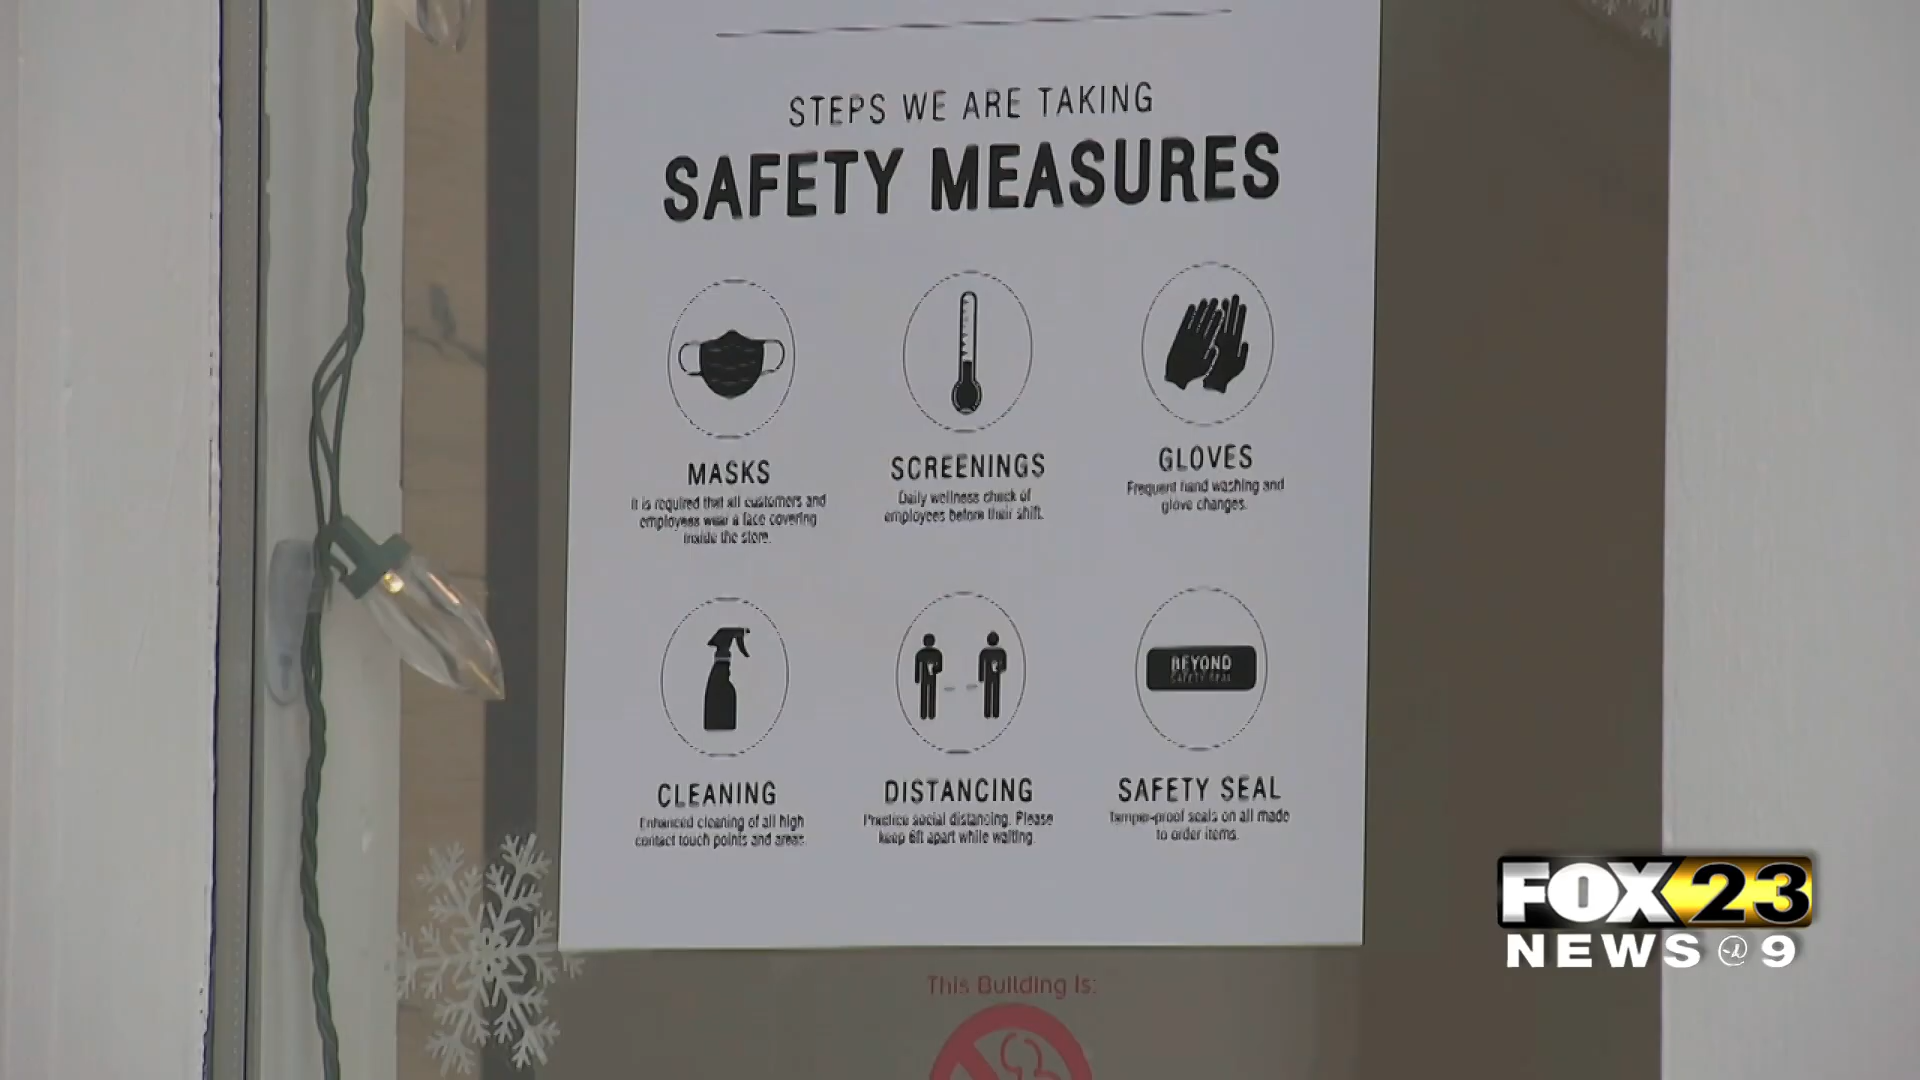 STEPS WE ARE TAKING
SAFETY MEASURES
MASKS
It is required that all customers and
employees wear a face covering
inside the store.
SCREENINGS
Daily wellness check of
employees before their shift.
GLOVES
Frequent hand washing and
glove changes.
CLEANING
Enhanced cleaning of all high
contact touch points and areas.
DISTANCING
Practice social distancing. Please
keep 6ft apart while waiting.
BEYOND
SAFETY SEAL
SAFETY SEAL
Tamper-proof seals on all made
to order items.
This Building Is:
FOX 23
NEWS @ 9